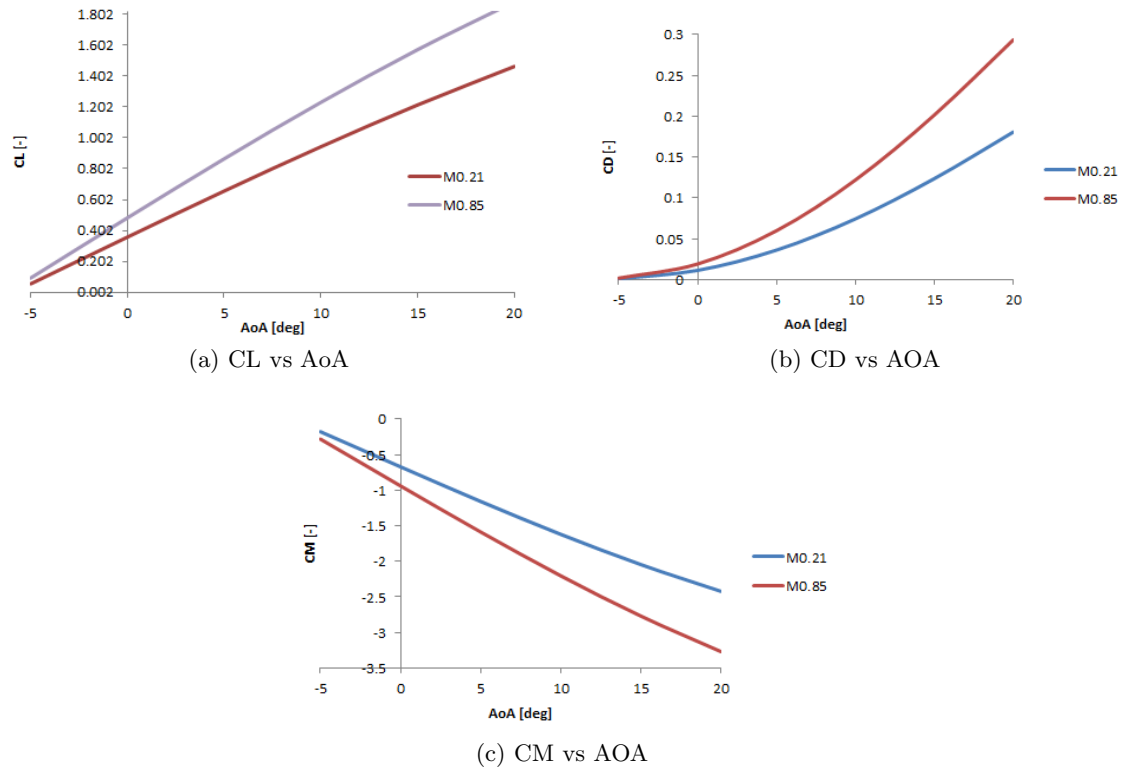 1.802
1.602
1.402
1.202
1.002
0.802
0.602
0.402
0.202
0.002
CL [-]
-5 0 5 10 15 20
AoA [deg]
M0.21
M0.85
(a) CL vs AoA
0.3
0.25
0.2
0.15
0.1
0.05
0
CD [-]
-5 0 5 10 15 20
AoA [deg]
M0.21
M0.85
(b) CD vs AOA
0
-0.5
-1
-1.5
-2
-2.5
-3
-3.5
CM [-]
-5 0 5 10 15 20
AoA [deg]
M0.21
M0.85
(c) CM vs AOA